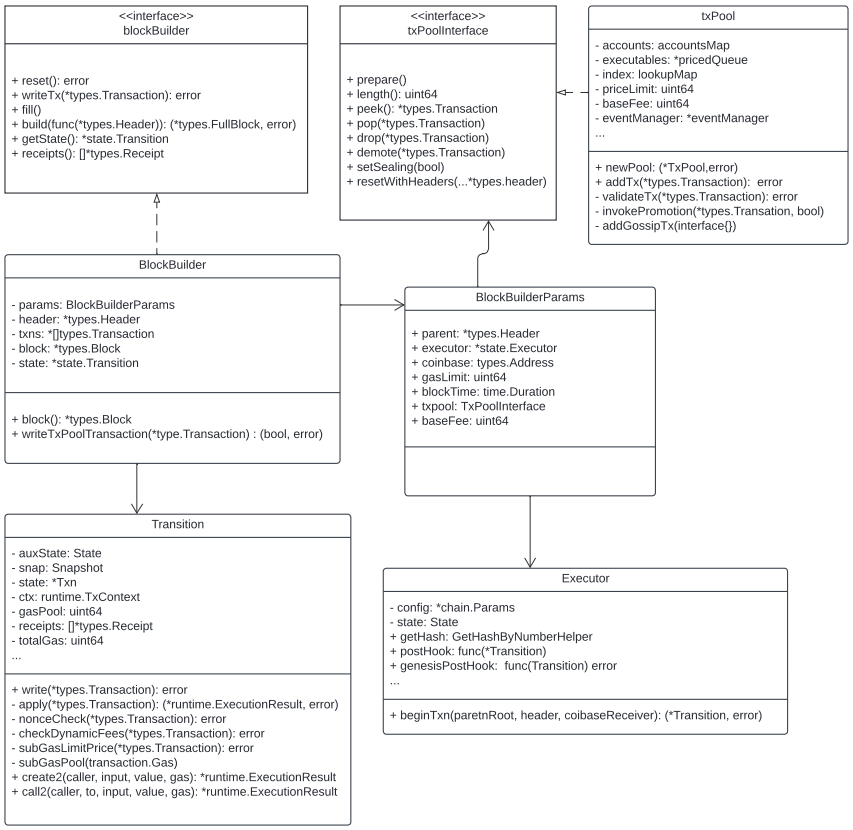 <<interface>>
blockBuilder
+ reset(): error
+ writeTx(*types.Transaction): error
+ fill()
+ build(func(*types.Header)): (*types.FullBlock, error)
+ getState(): *state.Transition
+ receipts(): []*types.Receipt
<<interface>>
txPoolInterface
+ prepare()
+ length(): uint64
+ peek(): *types.Transaction
+ pop(*types.Transaction)
+ drop(*types.Transaction)
+ demote(*types.Transaction)
+ setSealing(bool)
+ resetWithHeaders(...*types.header)
txPool
- accounts: accountsMap
- executables: *pricedQueue
- index: lookupMap
- priceLimit: uint64
- baseFee: uint64
- eventManager: *eventManager
...
+ newPool: (*TxPool,error)
+ addTx(*types.Transaction):  error
- validateTx(*types.Transaction): error
- invokePromotion(*types.Transation, bool)
- addGossipTx(interface{})
BlockBuilder
- params: BlockBuilderParams
- header: *types.Header
- txns: *[]types.Transaction
- block: *types.Block
- state: *state.Transition
+ block(): *types.Block
+ writeTxPoolTransaction(*type.Transaction) : (bool, error)
BlockBuilderParams
+ parent: *types.Header
+ executor: *state.Executor
+ coinbase: types.Address
+ gasLimit: uint64
+ blockTime: time.Duration
+ txpool: TxPoolInterface
+ baseFee: uint64
Transition
- auxState: State
- snap: Snapshot
- state: *Txn
- ctx: runtime.TxContext
- gasPool: uint64
- receipts: []*types.Receipt
- totalGas: uint64
...
+ write(*types.Transaction): error
- apply(*types.Transaction): (*runtime.ExecutionResult, error)
- nonceCheck(*types.Transaction): error
- checkDynamicFees(*types.Transaction): error
- subGasLimitPrice(*types.Transaction): error
- subGasPool(transaction.Gas)
+ create2(caller, input, value, gas): *runtime.ExecutionResult
+ call2(caller, to, input, value, gas): *runtime.ExecutionResult
Executor
- config: *chain.Params
- state: State
+ getHash: GetHashByNumberHelper
+ postHook: func(*Transition)
+ genesisPostHook:  func(Transition) error
...
+ beginTxn(paretnRoot, header, coibaseReceiver): (*Transition, error)